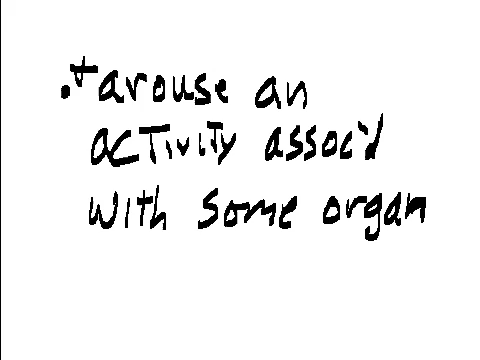 .+ arouse an
activity assoc'd
with some organ